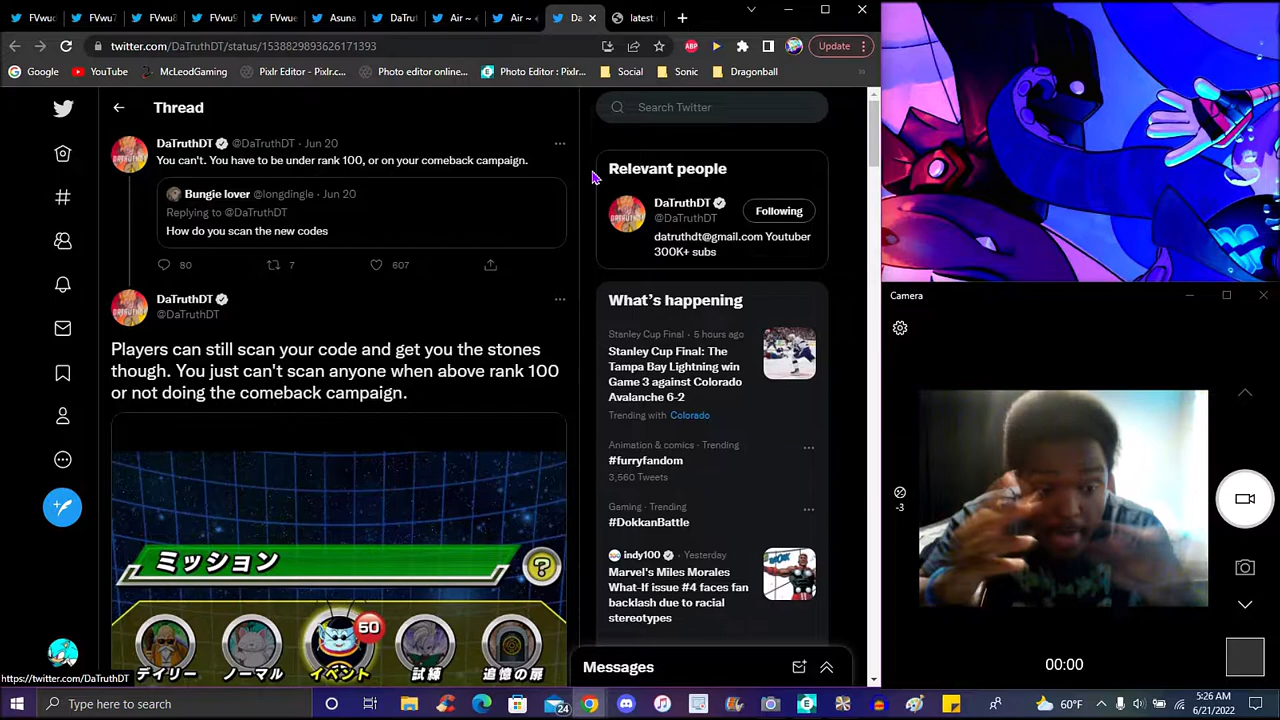 FVwuc
FVwu7
FVwu8
FVwu9
FVwue
Asuna
DaTrut
Air ~
Air ~
Da
latest
twitter.com/DaTruthDT/status/1538829893626171393
ABP
Update
Google
YouTube
McLeodGaming
Pixlr Editor - Pixlr.c...
Photo editor online...
Photo Editor : Pixlr...
Social
Sonic
Dragonball
Thread
Search Twitter
DaTruthDT @DaTruthDT · Jun 20
You can't. You have to be under rank 100, or on your comeback campaign.
Bungie lover @longdingle · Jun 20
Replying to @DaTruthDT
How do you scan the new codes
80
7
607
DaTruthDT
@DaTruthDT
Players can still scan your code and get you the stones
though. You just can't scan anyone when above rank 100
or not doing the comeback campaign.
ミッション
?
60
デイリー
ノーマル
イベント
試練
追憶の扉
Relevant people
DaTruthDT
@DaTruthDT
Following
datruthdt@gmail.com Youtuber
300K+ subs
What's happening
Stanley Cup Final · 5 hours ago
Stanley Cup Final: The
Tampa Bay Lightning win
Game 3 against Colorado
Avalanche 6-2
Trending with Colorado
Animation & comics · Trending
#furryfandom
3,560 Tweets
Gaming · Trending
#DokkanBattle
indy100 · Yesterday
Marvel's Miles Morales
What-If issue #4 faces fan
backlash due to racial
stereotypes
Messages
Camera
-3
00:00
https://twitter.com/DaTruthDT
Type here to search
24
60°F
5:26 AM
6/21/2022